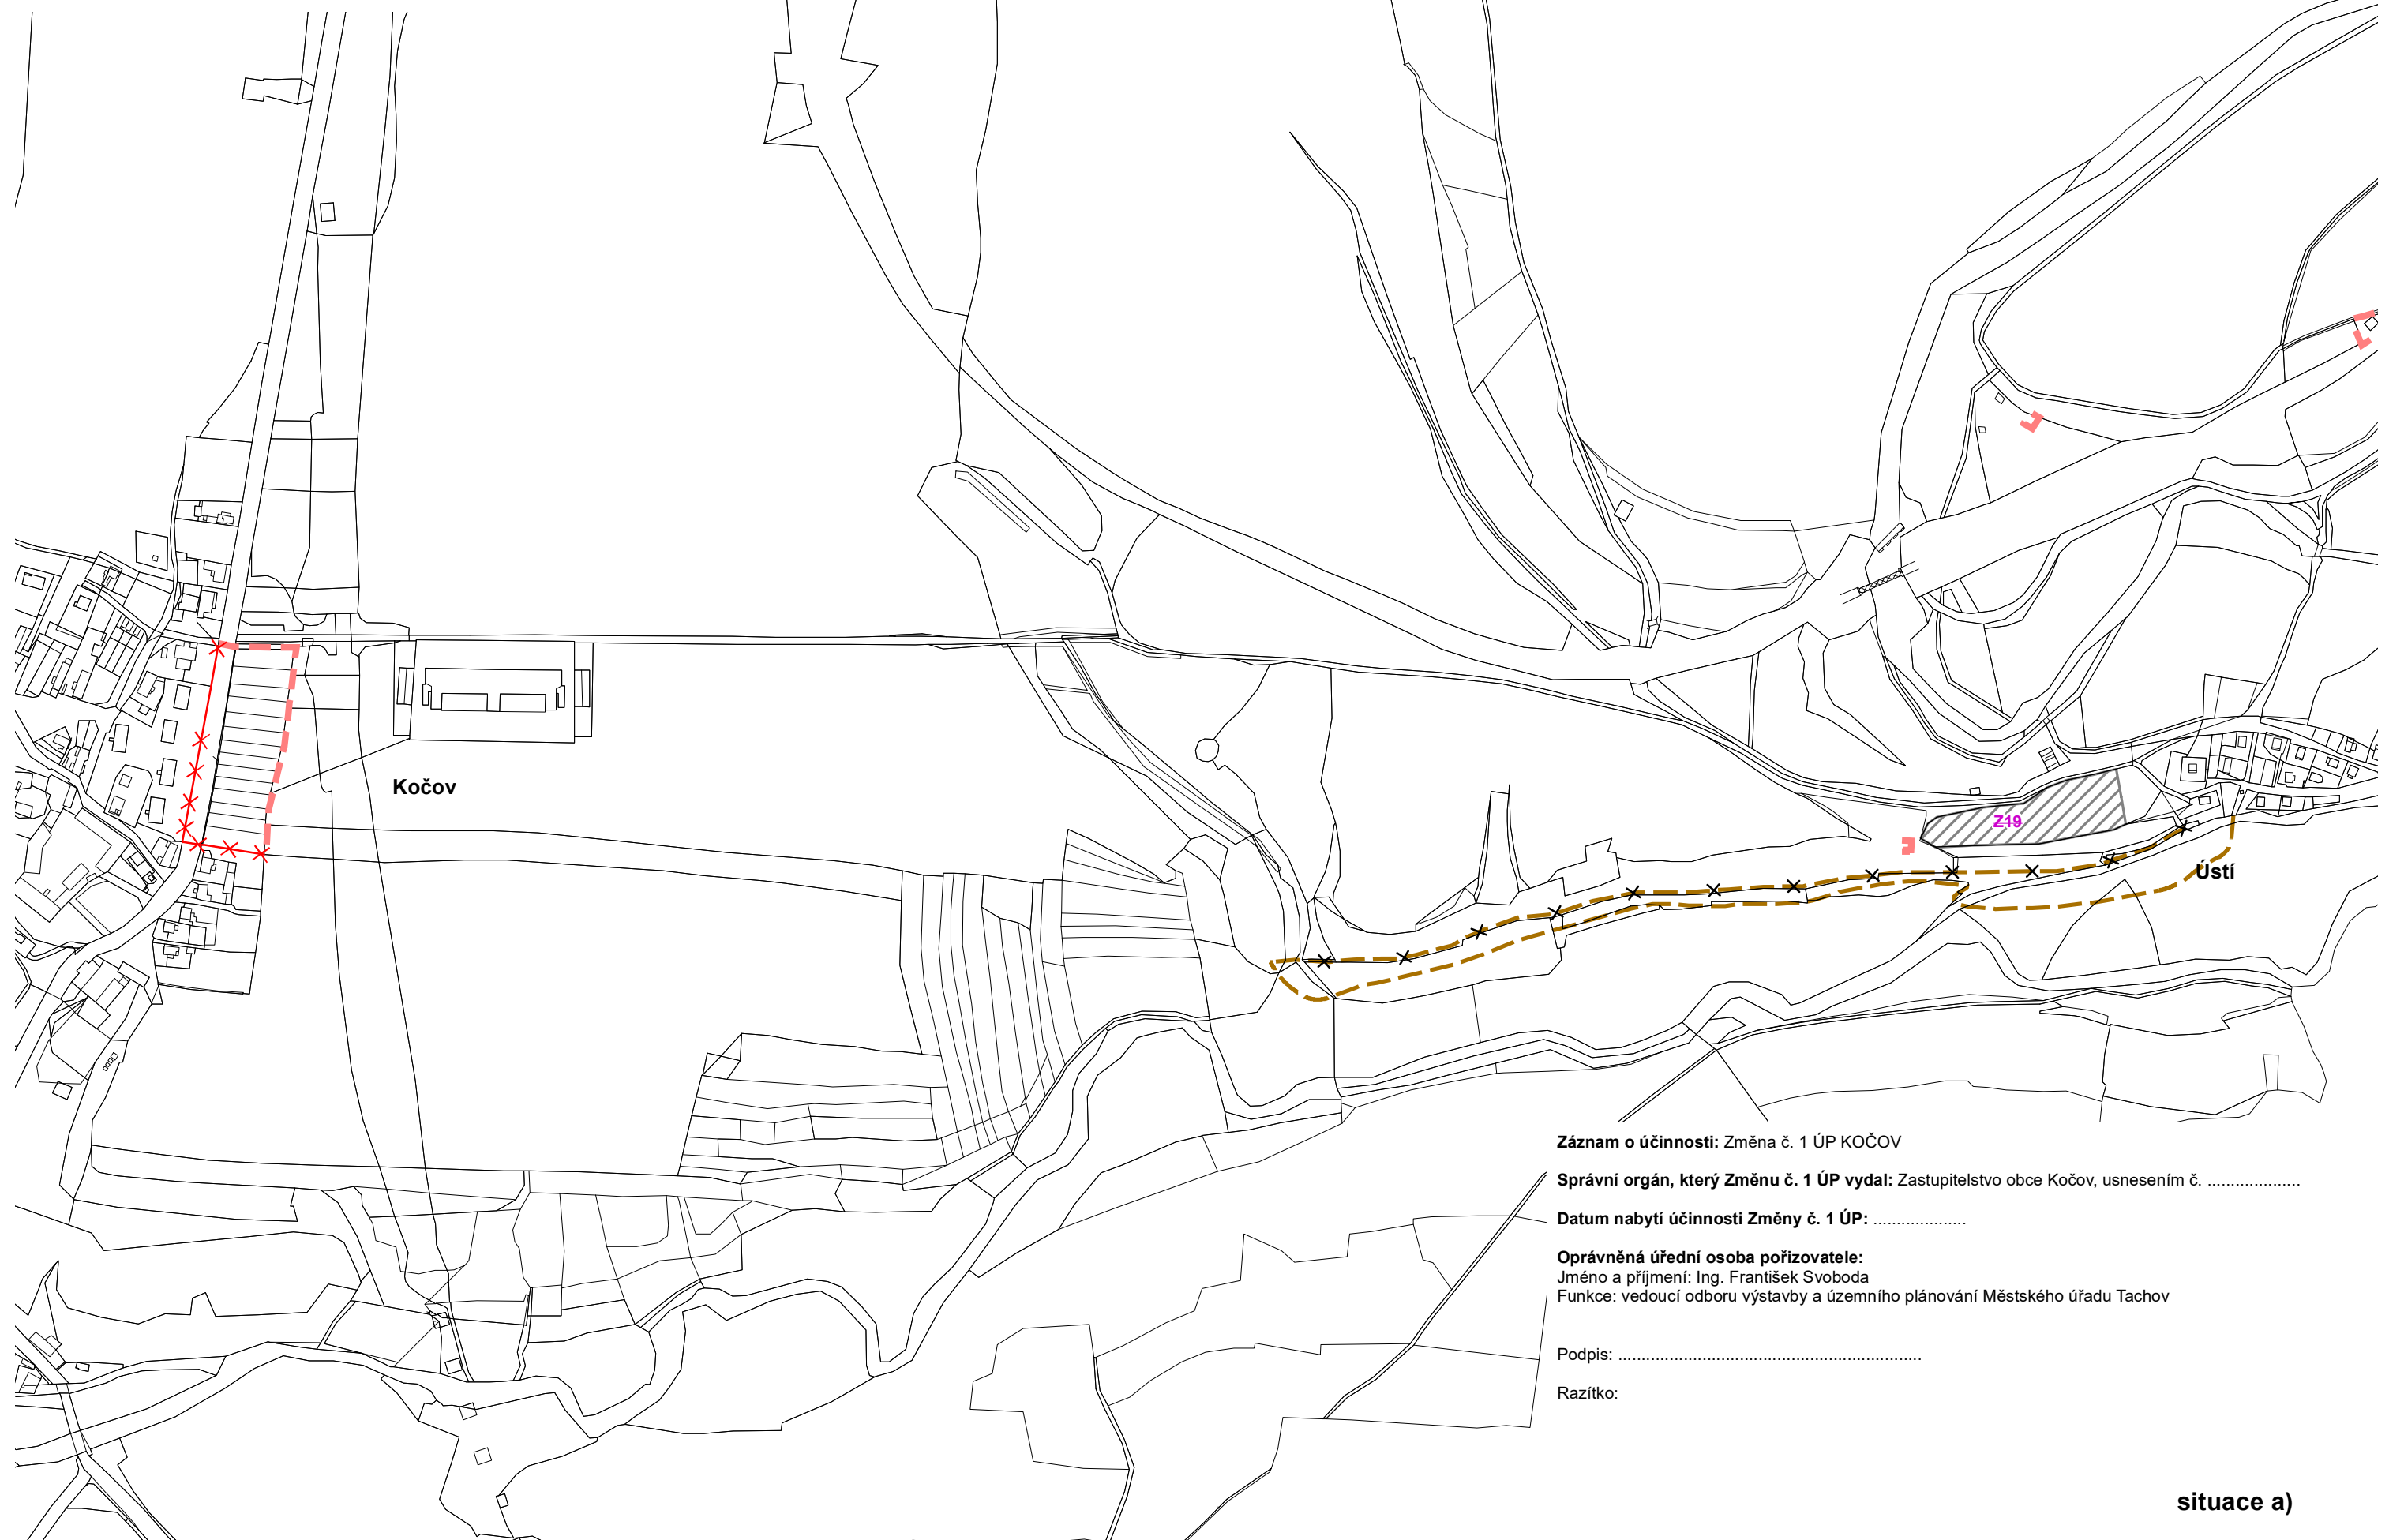 Kočov
Z19
Ústí
Záznam o účinnosti: Změna č. 1 ÚP KOČOV
Správní orgán, který Změnu č. 1 ÚP vydal: Zastupitelstvo obce Kočov, usnesením č. ....................
Datum nabytí účinnosti Změny č. 1 ÚP: ....................
Oprávněná úřední osoba pořizovatele:
Jméno a příjmení: Ing. František Svoboda
Funkce: vedoucí odboru výstavby a územního plánování Městského úřadu Tachov
Podpis: .................................................................
Razítko:
situace a)